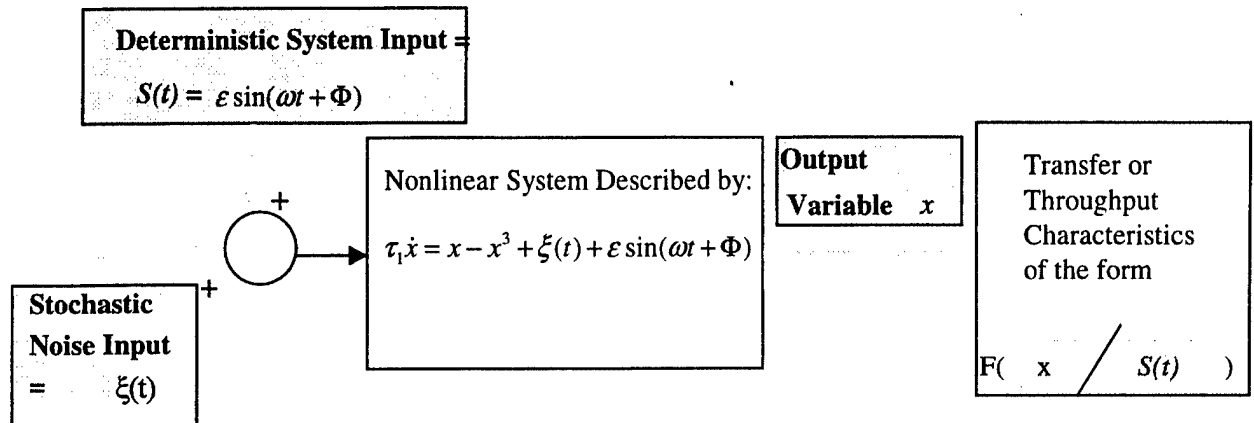 Deterministic System Input =
S(t) = ε sin(ωt + Φ)
Nonlinear System Described by:
τ₁ẋ = x − x³ + ξ(t) + ε sin(ωt + Φ)
Output
Variable x
Transfer or
Throughput
Characteristics
of the form
F( x / S(t) )
+
+
Stochastic
Noise Input
= ξ(t)